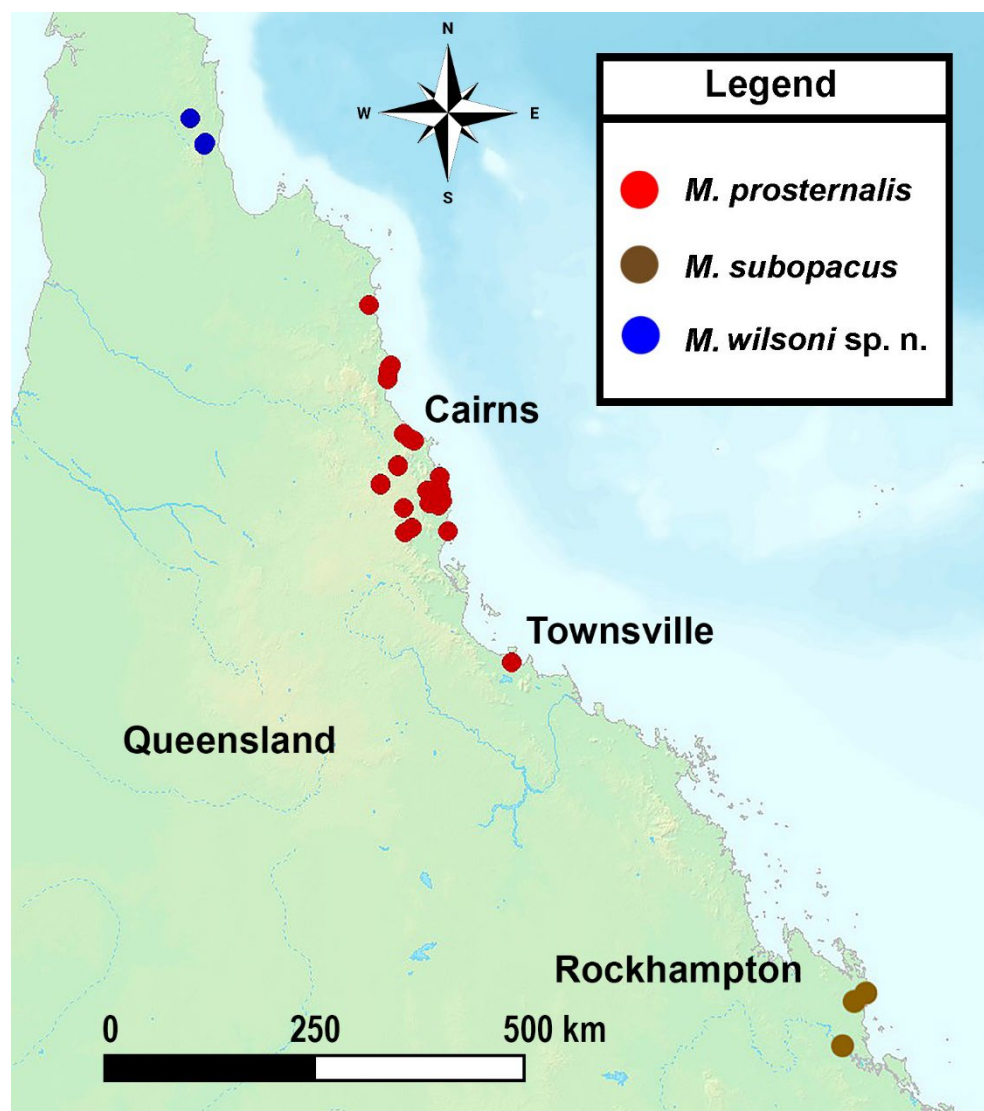 N
W
E
S
Legend
M. prosternalis
M. subopacus
M. wilsoni sp. n.
Cairns
Townsville
Queensland
Rockhampton
0 250 500 km